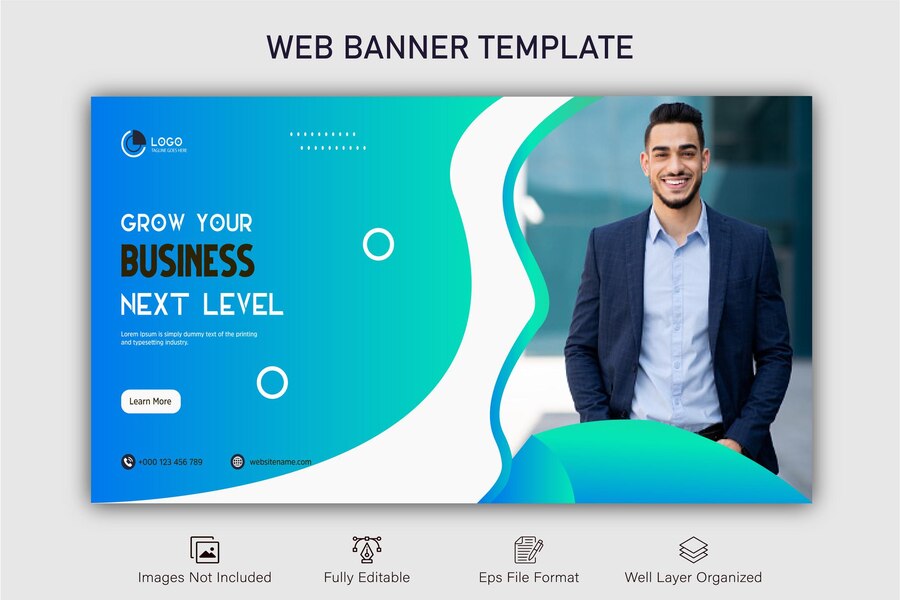 WEB BANNER TEMPLATE
LOGO
TAGLINE GOES HERE
GROW YOUR
BUSINESS
NEXT LEVEL
Lorem Ipsum is simply dummy text of the printing
and typesetting industry.
Learn More
+000 123 456 789
websitename.com
Images Not Included
Fully Editable
Eps File Format
Well Layer Organized